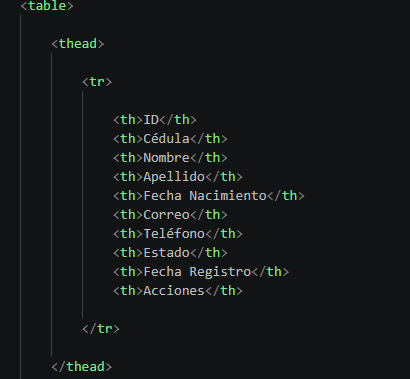 <table>
<thead>
<tr>
<th>ID</th>
<th>Cédula</th>
<th>Nombre</th>
<th>Apellido</th>
<th>Fecha Nacimiento</th>
<th>Correo</th>
<th>Teléfono</th>
<th>Estado</th>
<th>Fecha Registro</th>
<th>Acciones</th>
</tr>
</thead>